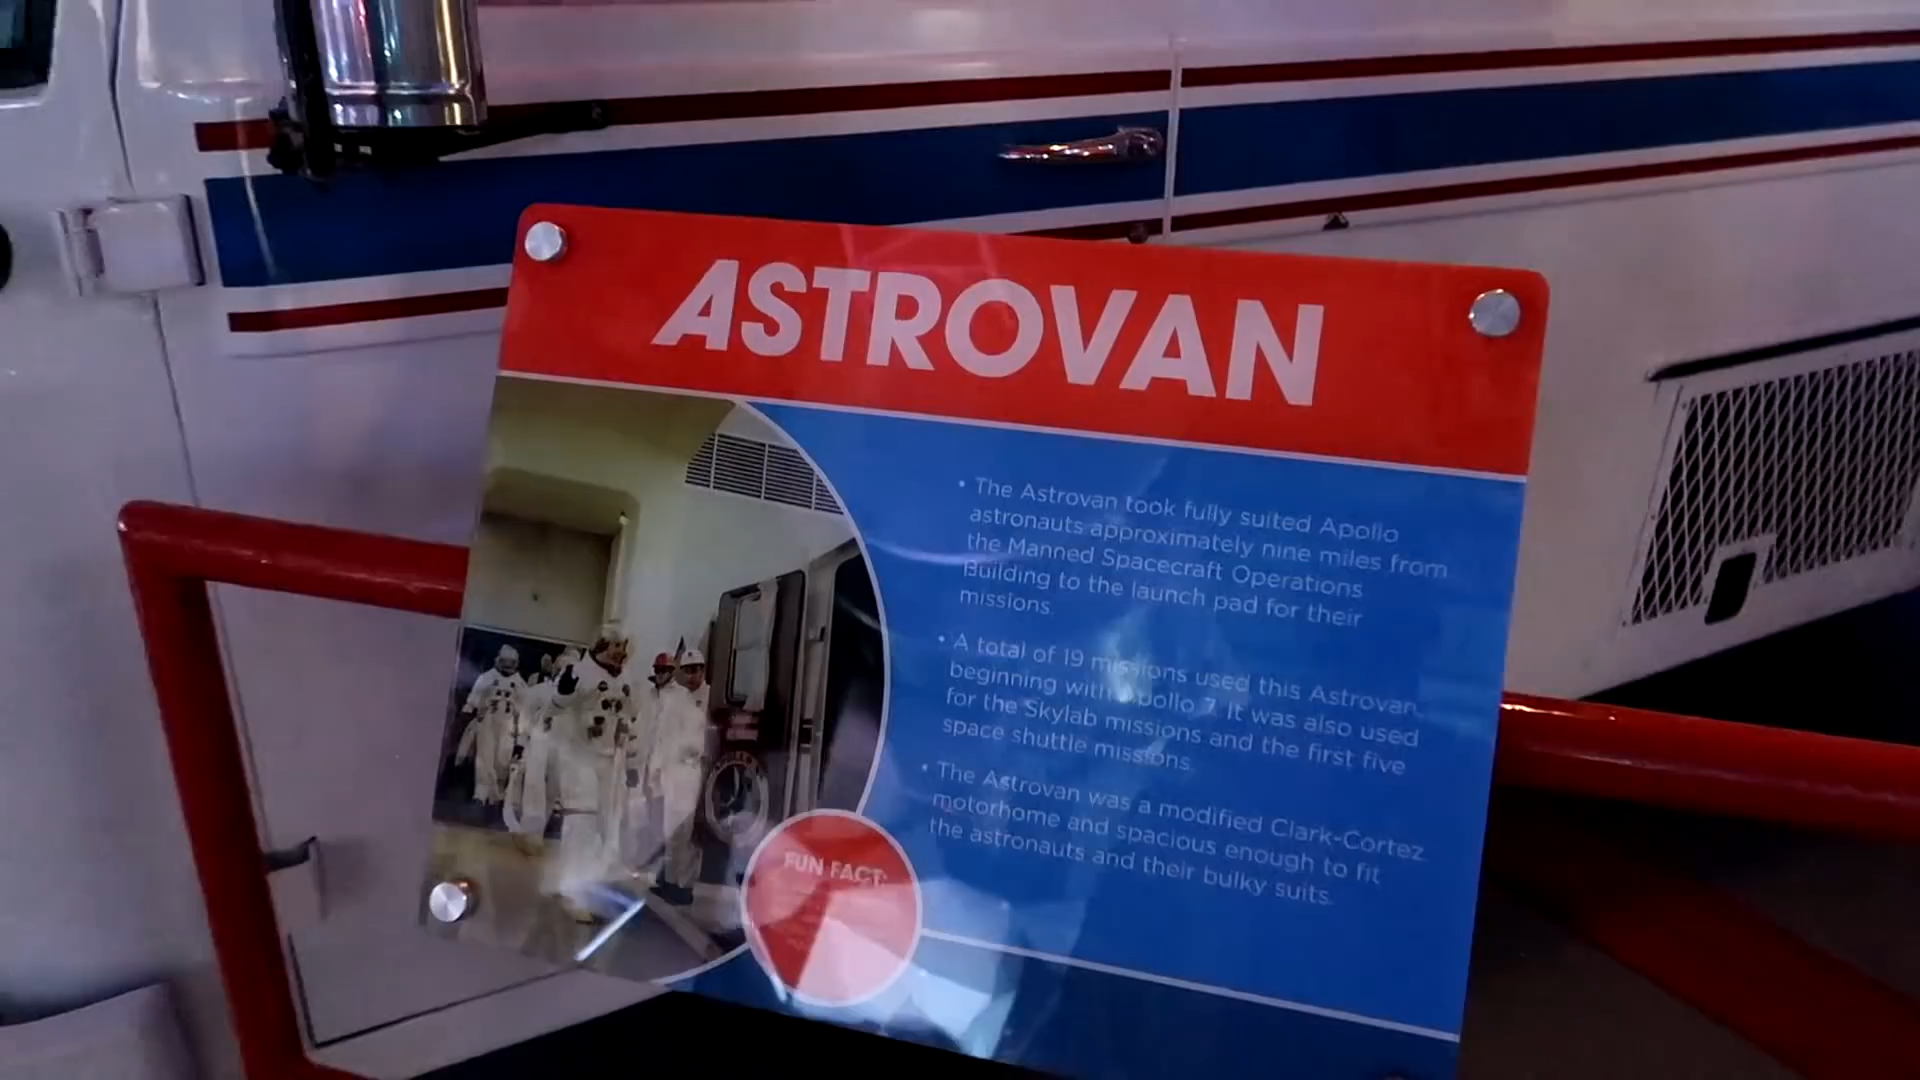 ASTROVAN
• The Astrovan took fully suited Apollo
astronauts approximately nine miles from
the Manned Spacecraft Operations
Building to the launch pad for their
missions.
• A total of 19 missions used this Astrovan,
beginning with Apollo 7. It was also used
for the Skylab missions and the first five
space shuttle missions.
• The Astrovan was a modified Clark-Cortez
motorhome and spacious enough to fit
the astronauts and their bulky suits.
FUN FACT: